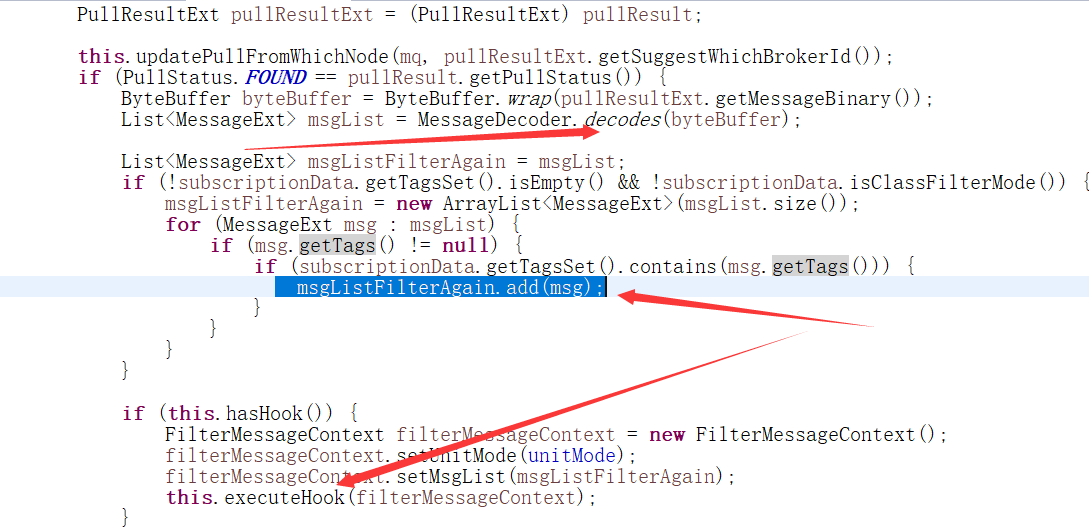 PullResultExt pullResultExt = (PullResultExt) pullResult;
this.updatePullFromWhichNode(mq, pullResultExt.getSuggestWhichBrokerId());
if (PullStatus.FOUND == pullResult.getPullStatus()) {
ByteBuffer byteBuffer = ByteBuffer.wrap(pullResultExt.getMessageBinary());
List<MessageExt> msgList = MessageDecoder.decodes(byteBuffer);
List<MessageExt> msgListFilterAgain = msgList;
if (!subscriptionData.getTagsSet().isEmpty() && !subscriptionData.isClassFilterMode()) {
msgListFilterAgain = new ArrayList<MessageExt>(msgList.size());
for (MessageExt msg : msgList) {
if (msg.getTags() != null) {
if (subscriptionData.getTagsSet().contains(msg.getTags())) {
msgListFilterAgain.add(msg);
}
}
}
}
if (this.hasHook()) {
FilterMessageContext filterMessageContext = new FilterMessageContext();
filterMessageContext.setUnitMode(unitMode);
filterMessageContext.setMsgList(msgListFilterAgain);
this.executeHook(filterMessageContext);
}